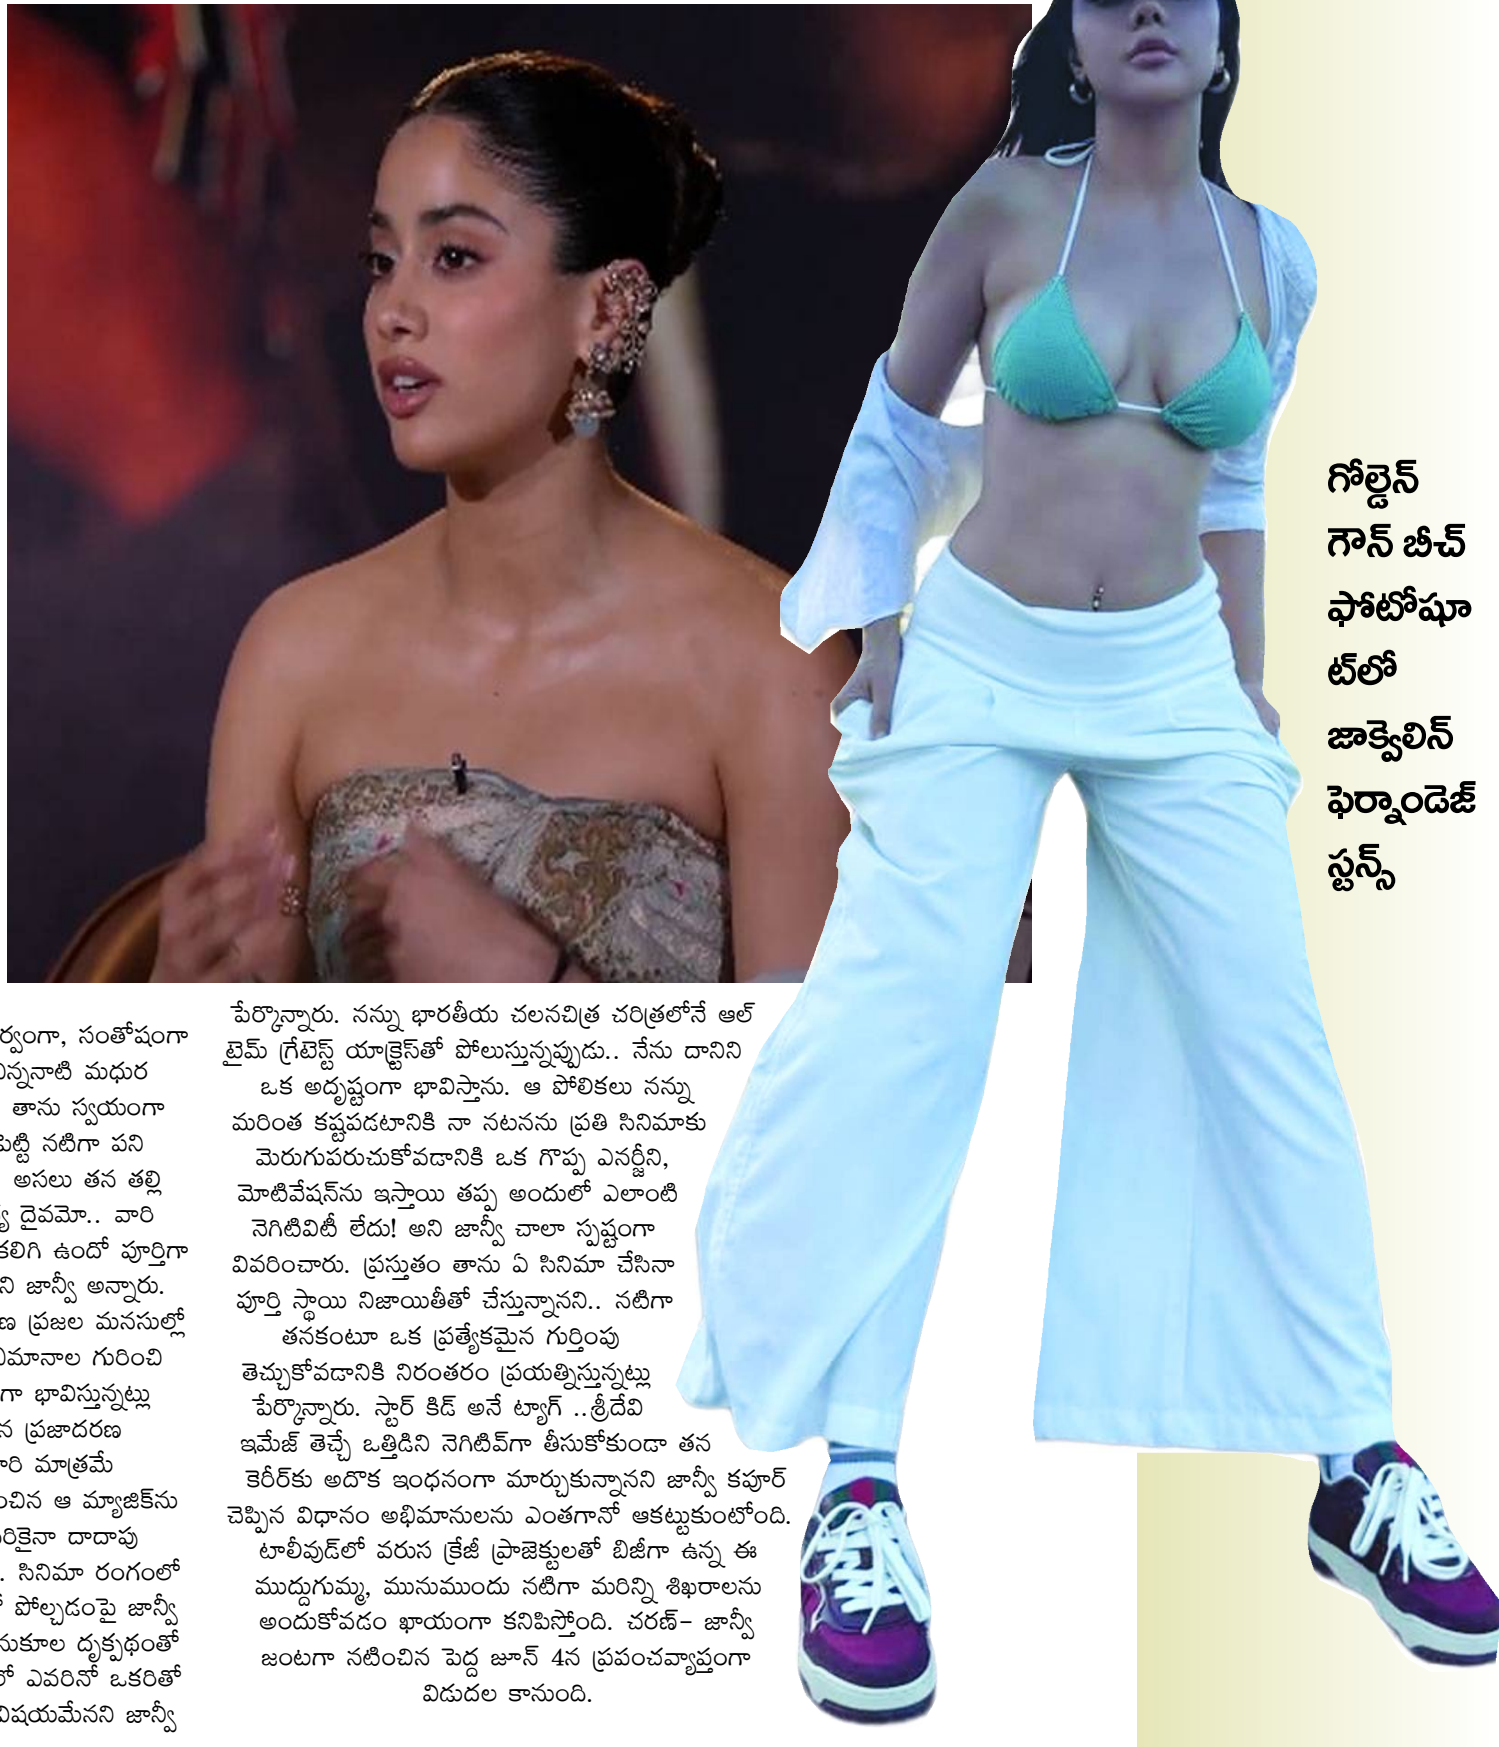 ర్వంగా, సంతోషంగా
న్ననాటి మధుర
తాను స్వయంగా
పెట్టి నటిగా పని
అసలు తన తల్లి
దైవమో.. వారి
కలిగి ఉందో పూర్తిగా
ని జాన్వీ అన్నారు.
ణ ప్రజల మనసుల్లో
మానాల గురించి
గా భావిస్తున్నట్లు
న ప్రజాదరణ
రి మాత్రమే
చిన ఆ మ్యాజిక్‌ను
రికైనా దాదాపు
. సినిమా రంగంలో
పోల్చడంపై జాన్వీ
నుకూల దృక్పథంతో
ఎవరినో ఒకరితో
విషయమేనని జాన్వీ
పేర్కొన్నారు. నన్ను భారతీయ చలనచిత్ర చరిత్రలోనే ఆల్
టైమ్ గ్రేటెస్ట్ యాక్ట్రెస్‌తో పోలుస్తున్నప్పుడు.. నేను దానిని
ఒక అదృష్టంగా భావిస్తాను. ఆ పోలికలు నన్ను
మరింత కష్టపడటానికి నా నటనను ప్రతి సినిమాకు
మెరుగుపరుచుకోవడానికి ఒక గొప్ప ఎనర్జీని,
మోటివేషన్‌ను ఇస్తాయి తప్ప అందులో ఎలాంటి
నెగిటివిటీ లేదు! అని జాన్వీ చాలా స్పష్టంగా
వివరించారు. ప్రస్తుతం తాను ఏ సినిమా చేసినా
పూర్తి స్థాయి నిజాయితీతో చేస్తున్నానని.. నటిగా
తనకంటూ ఒక ప్రత్యేకమైన గుర్తింపు
తెచ్చుకోవడానికి నిరంతరం ప్రయత్నిస్తున్నట్లు
పేర్కొన్నారు. స్టార్ కిడ్ అనే ట్యాగ్ ..శ్రీదేవి
ఇమేజ్ తెచ్చే ఒత్తిడిని నెగిటివ్‌గా తీసుకోకుండా తన
కెరీర్‌కు అదొక ఇంధనంగా మార్చుకున్నానని జాన్వీ కపూర్
చెప్పిన విధానం అభిమానులను ఎంతగానో ఆకట్టుకుంటోంది.
టాలీవుడ్‌లో వరుస క్రేజీ ప్రాజెక్టులతో బిజీగా ఉన్న ఈ
ముద్దుగుమ్మ, మునుముందు నటిగా మరిన్ని శిఖరాలను
అందుకోవడం ఖాయంగా కనిపిస్తోంది. చరణ్- జాన్వీ
జంటగా నటించిన పెద్ద జూన్ 4న ప్రపంచవ్యాప్తంగా
విడుదల కానుంది.
గోల్డెన్
గౌన్ బీచ్
ఫోటోషూ
ట్‌లో
జాక్వెలిన్
ఫెర్నాండెజ్
స్టన్స్